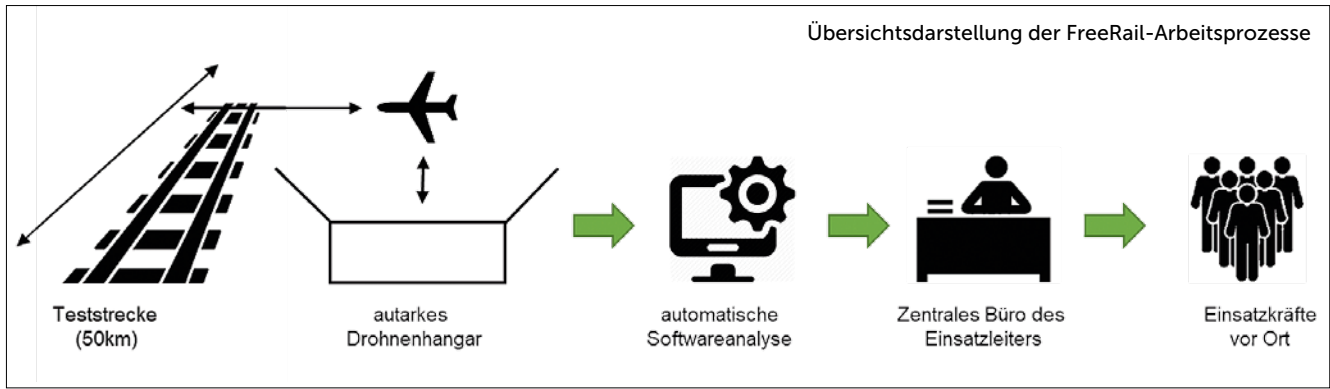 Übersichtsdarstellung der FreeRail-Arbeitsprozesse
Teststrecke
(50km)
autarkes
Drohnenhangar
automatische
Softwareanalyse
Zentrales Büro des
Einsatzleiters
Einsatzkräfte
vor Ort